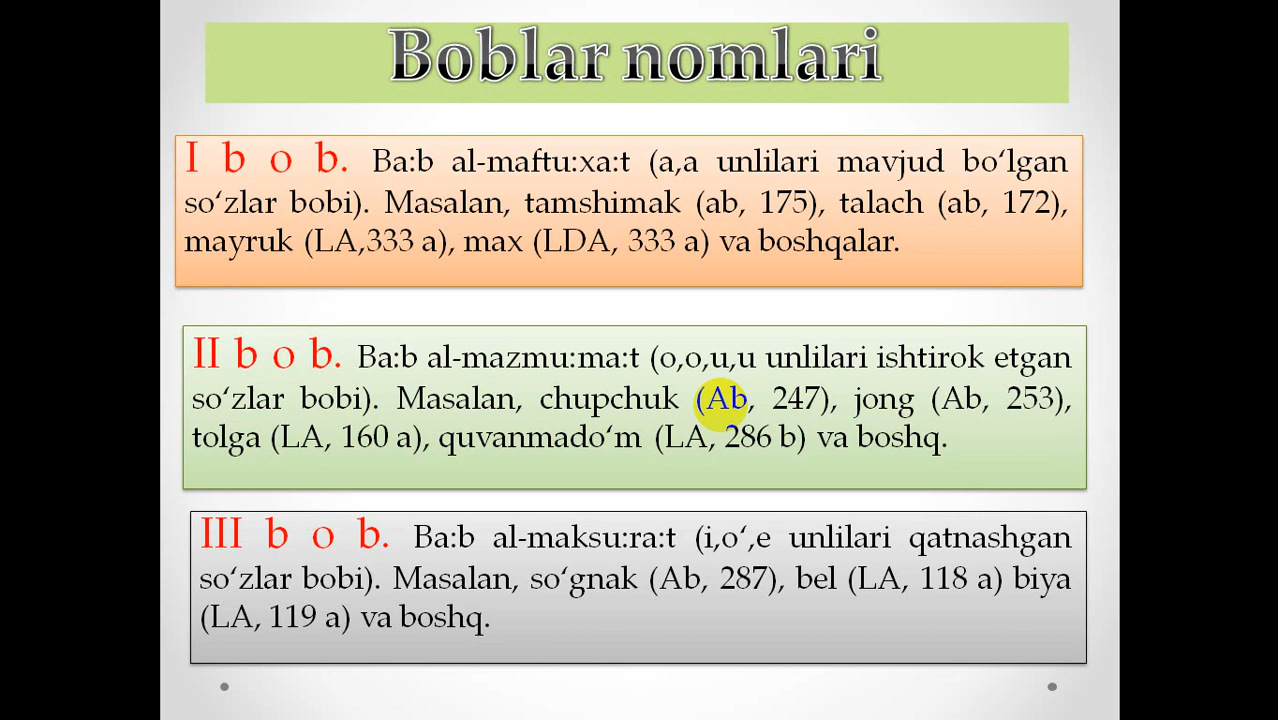 Boblar nomlari
I b o b. Ba:b al-maftu:xa:t (a,a unlilari mavjud bo‘lgan
so‘zlar bobi). Masalan, tamshimak (ab, 175), talach (ab, 172),
mayruk (LA,333 a), max (LDA, 333 a) va boshqalar.
II b o b. Ba:b al-mazmu:ma:t (o,o,u,u unlilari ishtirok etgan
so‘zlar bobi). Masalan, chupchuk (Ab, 247), jong (Ab, 253),
tolga (LA, 160 a), quvanmado‘m (LA, 286 b) va boshq.
III b o b. Ba:b al-maksu:ra:t (i,o‘,e unlilari qatnashgan
so‘zlar bobi). Masalan, so‘gnak (Ab, 287), bel (LA, 118 a) biya
(LA, 119 a) va boshq.